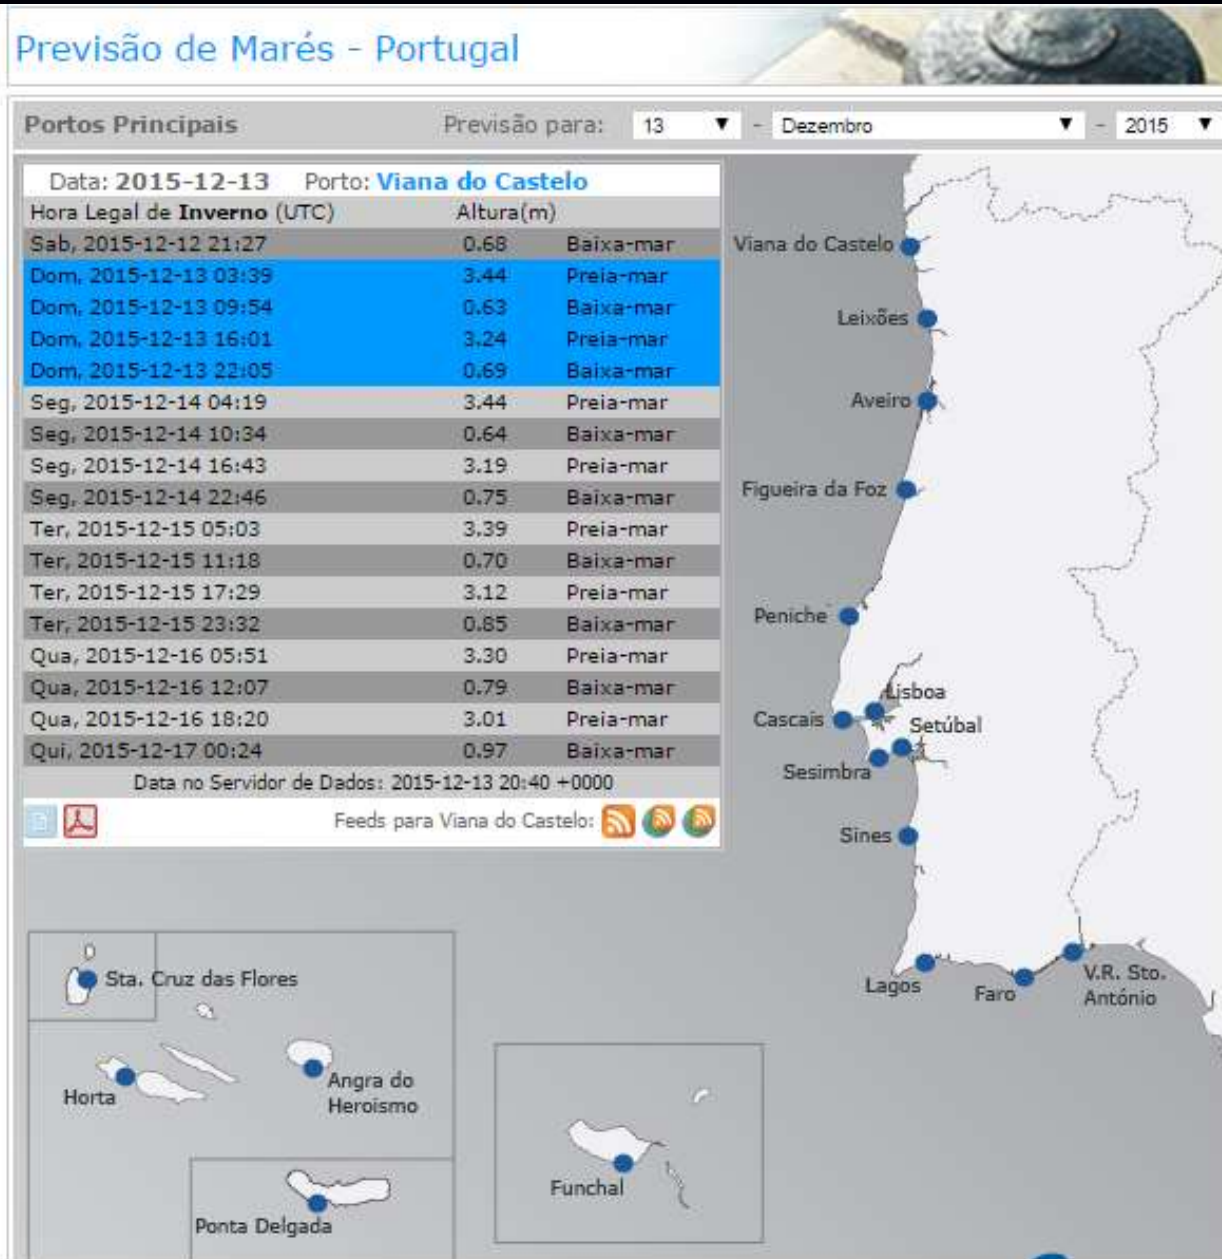 Previsão de Marés - Portugal
Portos Principais Previsão para: 13 - Dezembro - 2015
Data: 2015-12-13 Porto: Viana do Castelo
Hora Legal de Inverno (UTC) Altura(m)
Sab, 2015-12-12 21:27 0.68 Baixa-mar
Dom, 2015-12-13 03:39 3.44 Preia-mar
Dom, 2015-12-13 09:54 0.63 Baixa-mar
Dom, 2015-12-13 16:01 3.24 Preia-mar
Dom, 2015-12-13 22:05 0.69 Baixa-mar
Seg, 2015-12-14 04:19 3.44 Preia-mar
Seg, 2015-12-14 10:34 0.64 Baixa-mar
Seg, 2015-12-14 16:43 3.19 Preia-mar
Seg, 2015-12-14 22:46 0.75 Baixa-mar
Ter, 2015-12-15 05:03 3.39 Preia-mar
Ter, 2015-12-15 11:18 0.70 Baixa-mar
Ter, 2015-12-15 17:29 3.12 Preia-mar
Ter, 2015-12-15 23:32 0.85 Baixa-mar
Qua, 2015-12-16 05:51 3.30 Preia-mar
Qua, 2015-12-16 12:07 0.79 Baixa-mar
Qua, 2015-12-16 18:20 3.01 Preia-mar
Qui, 2015-12-17 00:24 0.97 Baixa-mar
Data no Servidor de Dados: 2015-12-13 20:40 +0000
Feeds para Viana do Castelo:
Viana do Castelo
Leixões
Aveiro
Figueira da Foz
Peniche
Lisboa
Cascais
Setúbal
Sesimbra
Sines
Lagos
Faro
V.R. Sto.
António
Sta. Cruz das Flores
Horta
Angra do
Heroísmo
Ponta Delgada
Funchal